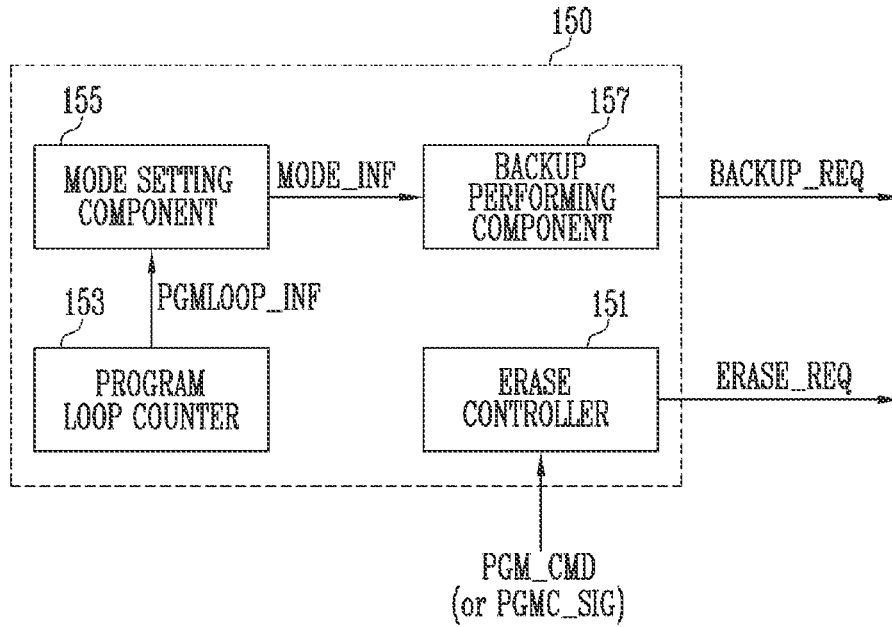 150
155
MODE SETTING
COMPONENT
MODE_INF
157
BACKUP
PERFORMING
COMPONENT
BACKUP_REQ
PGMLOOP_INF
153
PROGRAM
LOOP COUNTER
151
ERASE
CONTROLLER
ERASE_REQ
PGM_CMD
(or PGMC_SIG)